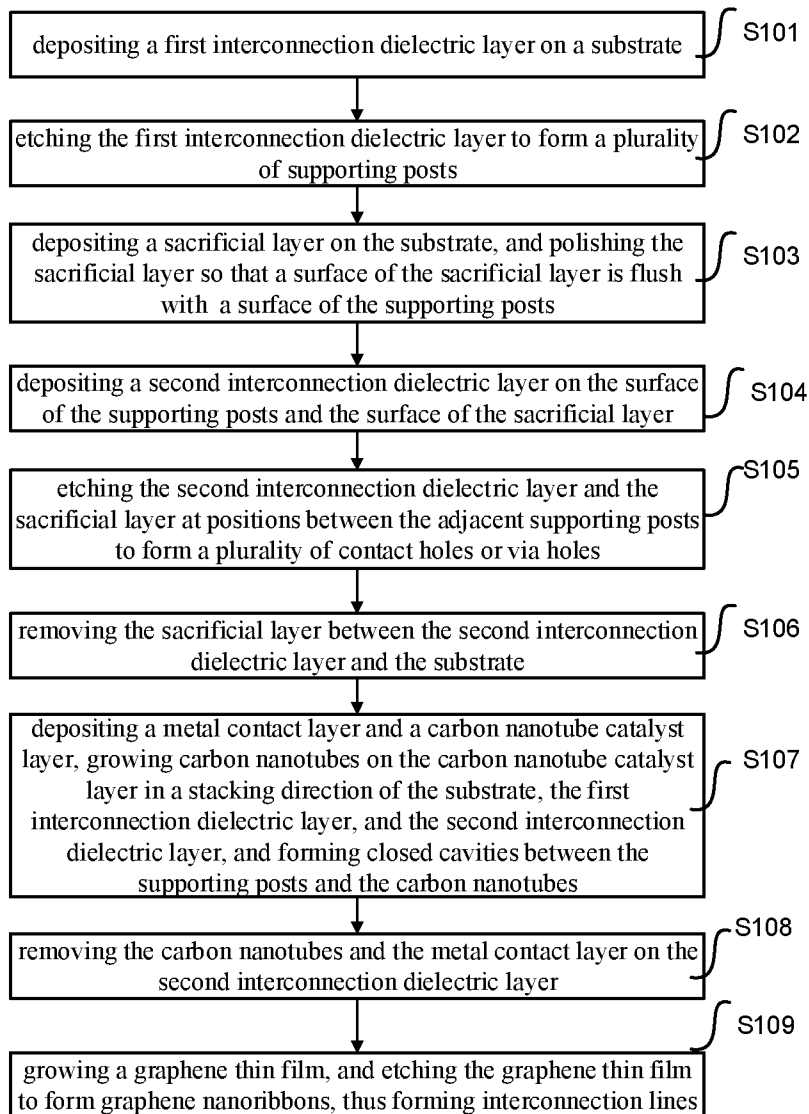 depositing a first interconnection dielectric layer on a substrate
S101
etching the first interconnection dielectric layer to form a plurality
of supporting posts
S102
depositing a sacrificial layer on the substrate, and polishing the
sacrificial layer so that a surface of the sacrificial layer is flush
with a surface of the supporting posts
S103
depositing a second interconnection dielectric layer on the surface
of the supporting posts and the surface of the sacrificial layer
S104
etching the second interconnection dielectric layer and the
sacrificial layer at positions between the adjacent supporting posts
to form a plurality of contact holes or via holes
S105
removing the sacrificial layer between the second interconnection
dielectric layer and the substrate
S106
depositing a metal contact layer and a carbon nanotube catalyst
layer, growing carbon nanotubes on the carbon nanotube catalyst
layer in a stacking direction of the substrate, the first
interconnection dielectric layer, and the second interconnection
dielectric layer, and forming closed cavities between the
supporting posts and the carbon nanotubes
S107
removing the carbon nanotubes and the metal contact layer on the
second interconnection dielectric layer
S108
growing a graphene thin film, and etching the graphene thin film
to form graphene nanoribbons, thus forming interconnection lines
S109